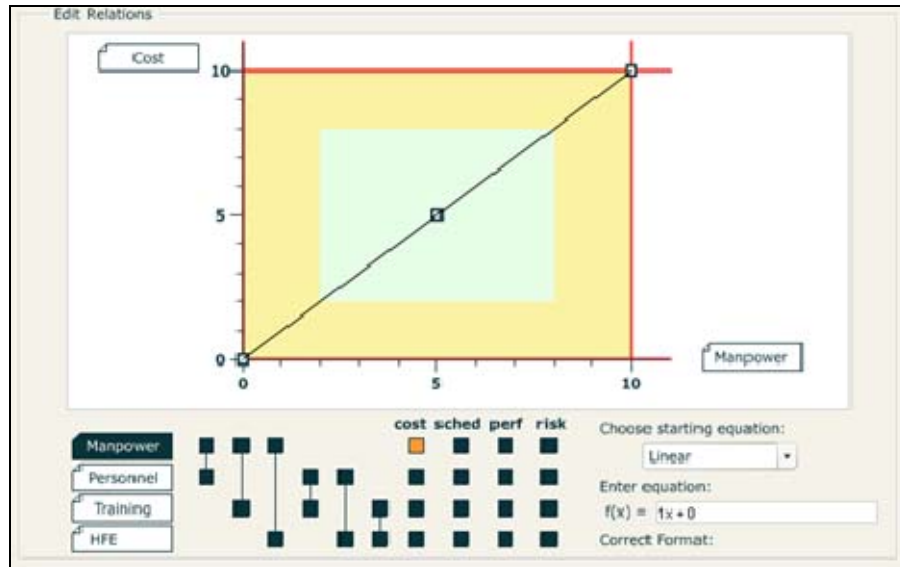 Edit Relations
Cost
10
5
0
0 5 10
Manpower
cost sched perf risk
Manpower
Personnel
Training
HFE
Choose starting equation:
Linear
Enter equation:
f(x) = 1x+0
Correct Format: